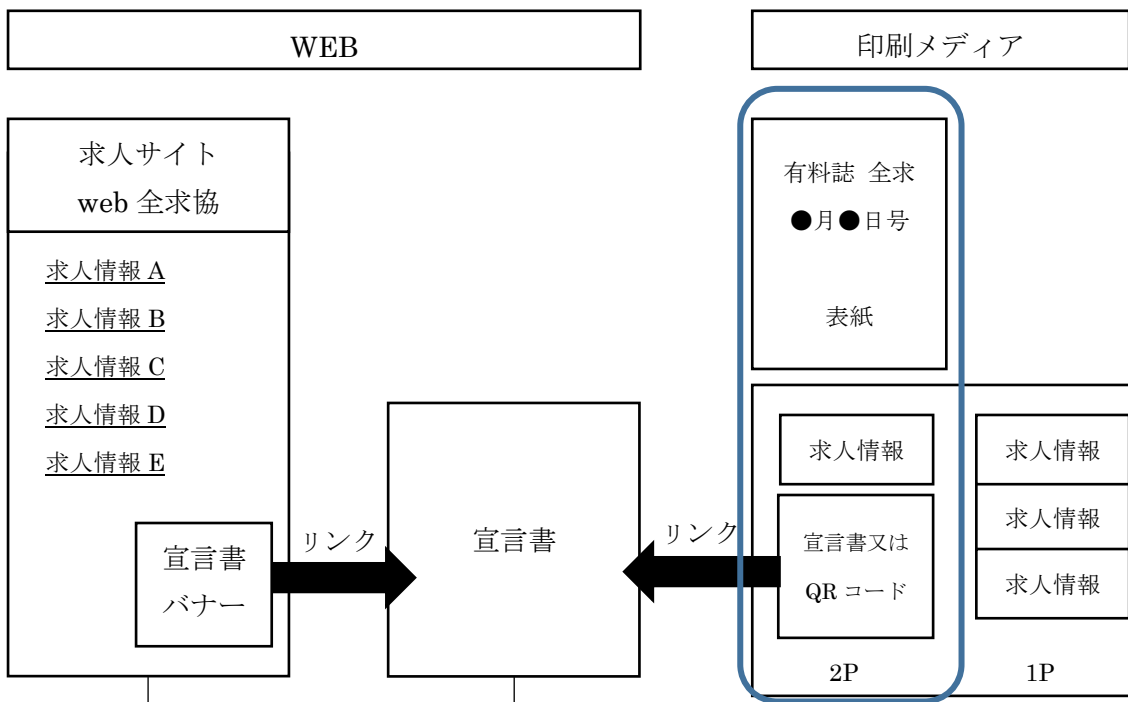 WEB
印刷メディア
求人サイト
web 全求協
求人情報 A
求人情報 B
求人情報 C
求人情報 D
求人情報 E
宣言書
バナー
リンク
宣言書
リンク
有料誌 全求
●月●日号
表紙
求人情報
宣言書又は
QR コード
2P
求人情報
求人情報
求人情報
1P